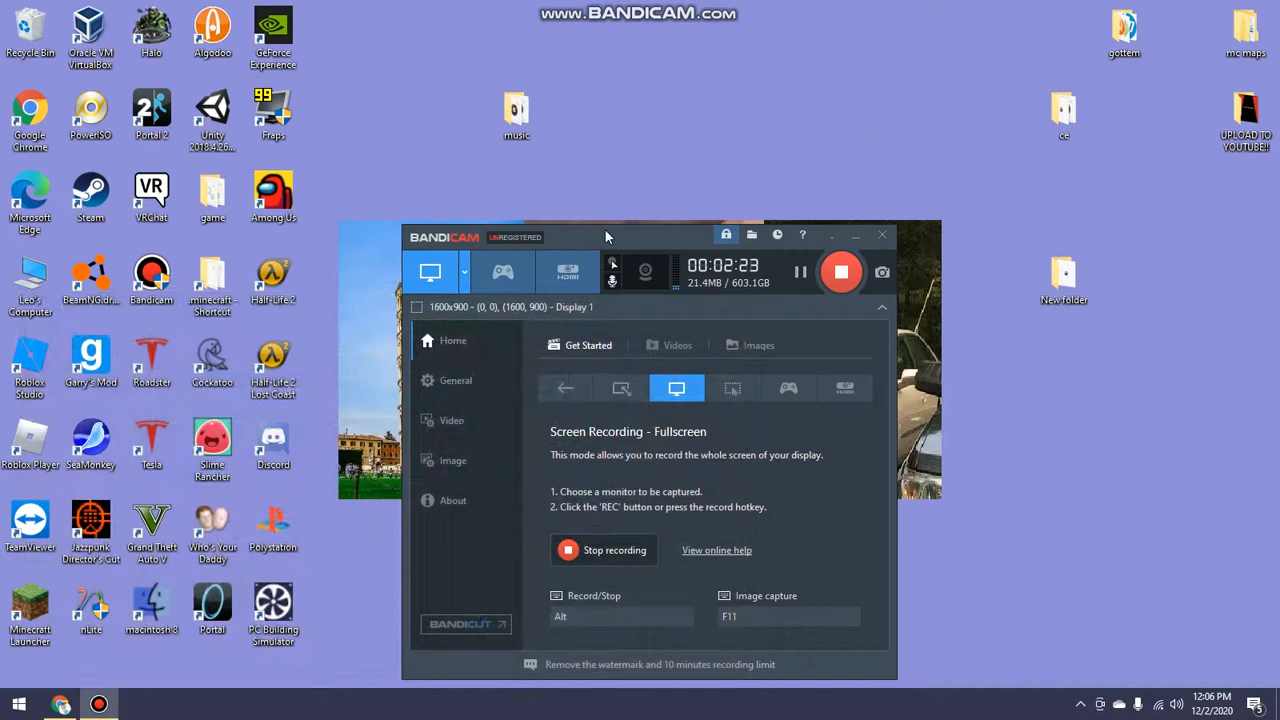 www.BANDICAM.com
Recycle Bin
Oracle VM
VirtualBox
Halo
Algodoo
GeForce
Experience
gottem
mc maps
Google
Chrome
PowerISO
2
Portal 2
Unity
2018.4.26...
99
Fraps
music
ce
UPLOAD TO
YOUTUBE!!
Microsoft
Edge
Steam
VR
VRChat
game
Among Us
Leo's
Computer
BeamNG.dr...
Bandicam
.minecraft -
Shortcut
Half-Life 2
New folder
Roblox
Studio
g
Garry's Mod
Roadster
Cockatoo
Half-Life 2
Lost Coast
Roblox Player
SeaMonkey
Tesla
Slime
Rancher
Discord
TeamViewer
Jazzpunk
Director's Cut
V
Grand Theft
Auto V
Who's Your
Daddy
Polystation
Minecraft
Launcher
nLite
macintosh 8
Portal
PC Building
Simulator
BANDICAM UNREGISTERED
?
HDMI
00:02:23
21.4MB / 603.1GB
1600x900 - (0, 0), (1600, 900) - Display 1
Home
General
Video
Image
About
BANDICUT
Get Started
Videos
Images
HDMI
Screen Recording - Fullscreen
This mode allows you to record the whole screen of your display.
1. Choose a monitor to be captured.
2. Click the 'REC' button or press the record hotkey.
Stop recording
View online help
Record/Stop
Image capture
Alt
F11
Remove the watermark and 10 minutes recording limit
12:06 PM
12/2/2020
5